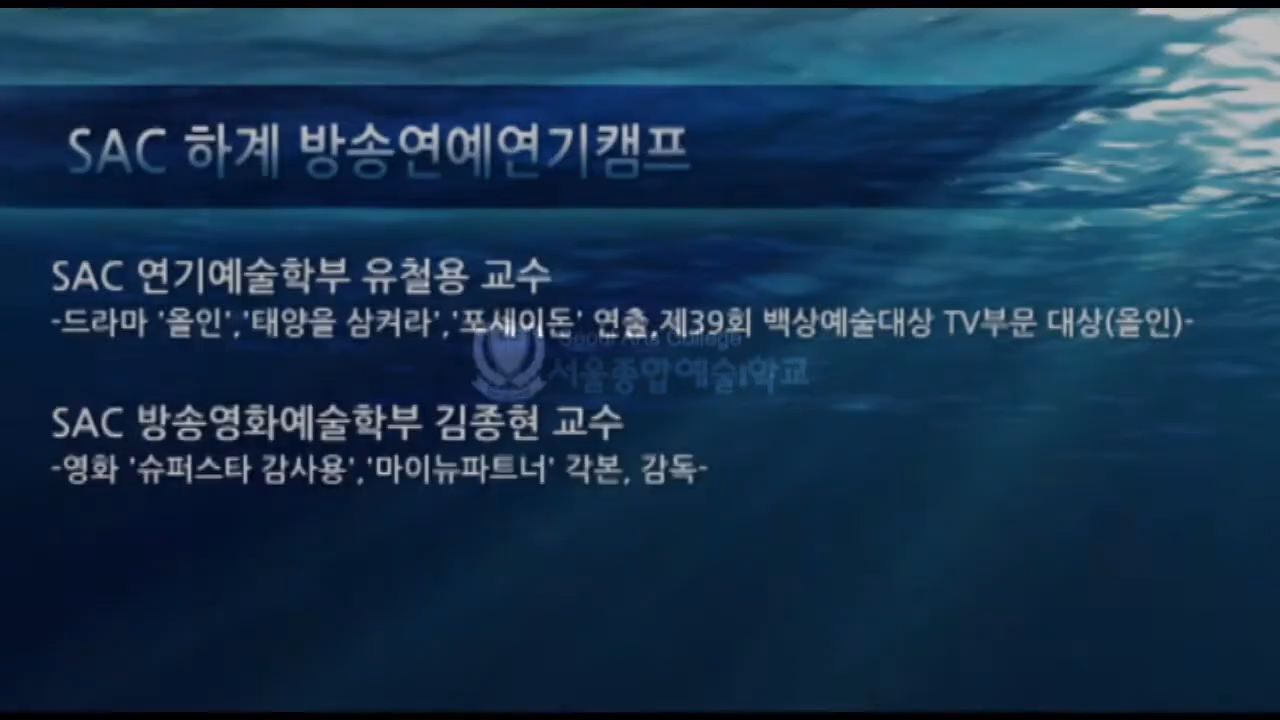 SAC 하계 방송연예연기캠프
SAC 연기예술학부 유철용 교수
-드라마 '올인','태양을 삼켜라','포세이돈' 연출,제39회 백상예술대상 TV부문 대상(올인)-
Seoul Arts College
서울종합예술학교
SAC 방송영화예술학부 김종현 교수
-영화 '슈퍼스타 감사용','마이뉴파트너' 각본, 감독-